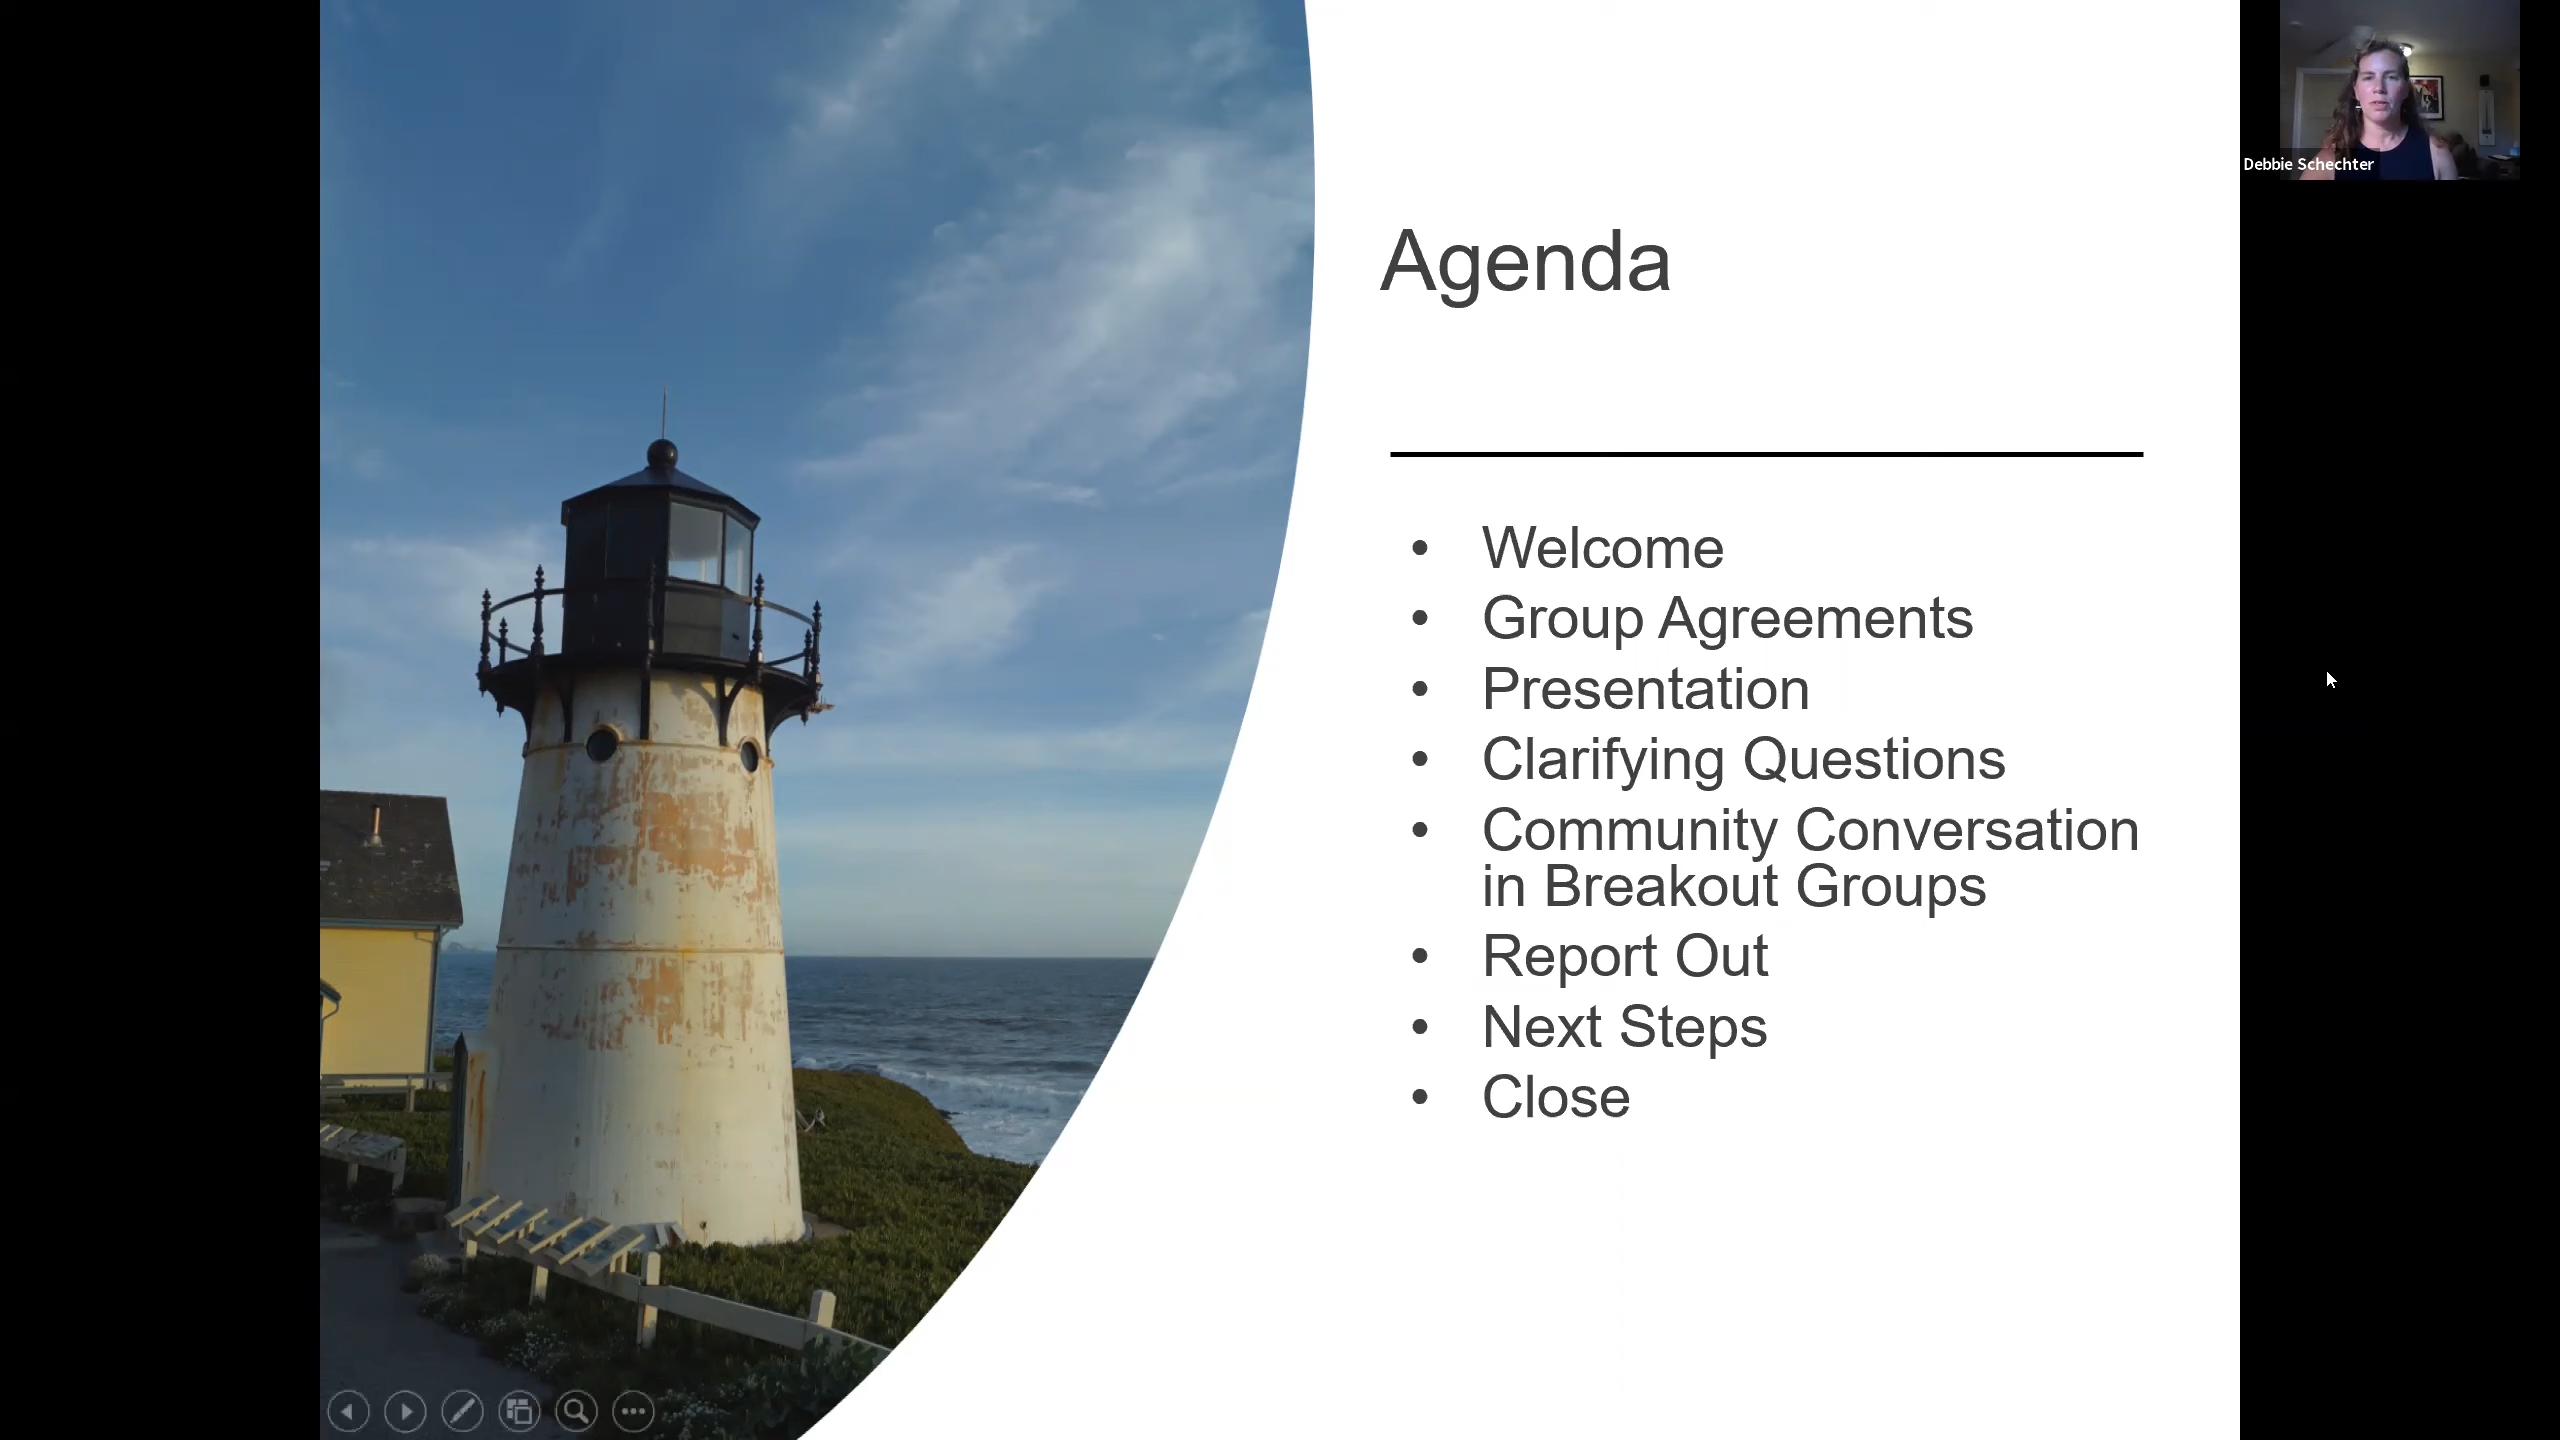 Debbie Schechter
Agenda
• Welcome
• Group Agreements
• Presentation
• Clarifying Questions
• Community Conversation
in Breakout Groups
• Report Out
• Next Steps
• Close